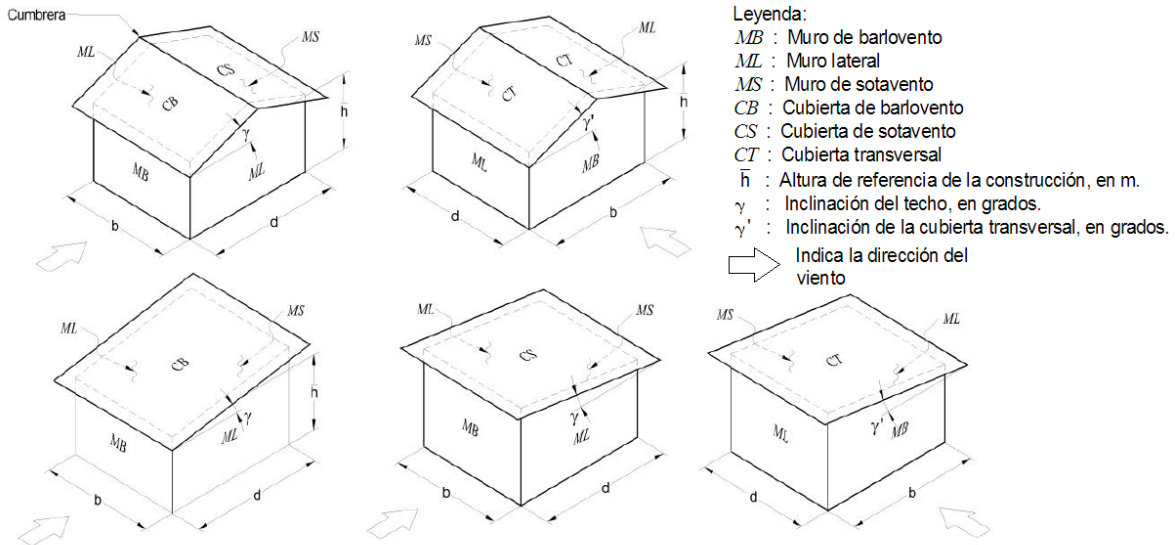 Cumbrera
ML
CS
MS
CB
γ
h
MB
ML
b
d
MS
CT
ML
CT
γ'
h
ML
MB
d
b
Leyenda:
MB : Muro de barlovento
ML : Muro lateral
MS : Muro de sotavento
CB : Cubierta de barlovento
CS : Cubierta de sotavento
CT : Cubierta transversal
h̅ : Altura de referencia de la construcción, en m.
γ : Inclinación del techo, en grados.
γ' : Inclinación de la cubierta transversal, en grados.
Indica la dirección del
viento
ML
MS
CB
γ
h
MB
ML
b
d
ML
MS
CS
γ
MB
ML
b
d
MS
ML
CT
γ'
ML
MB
d
b